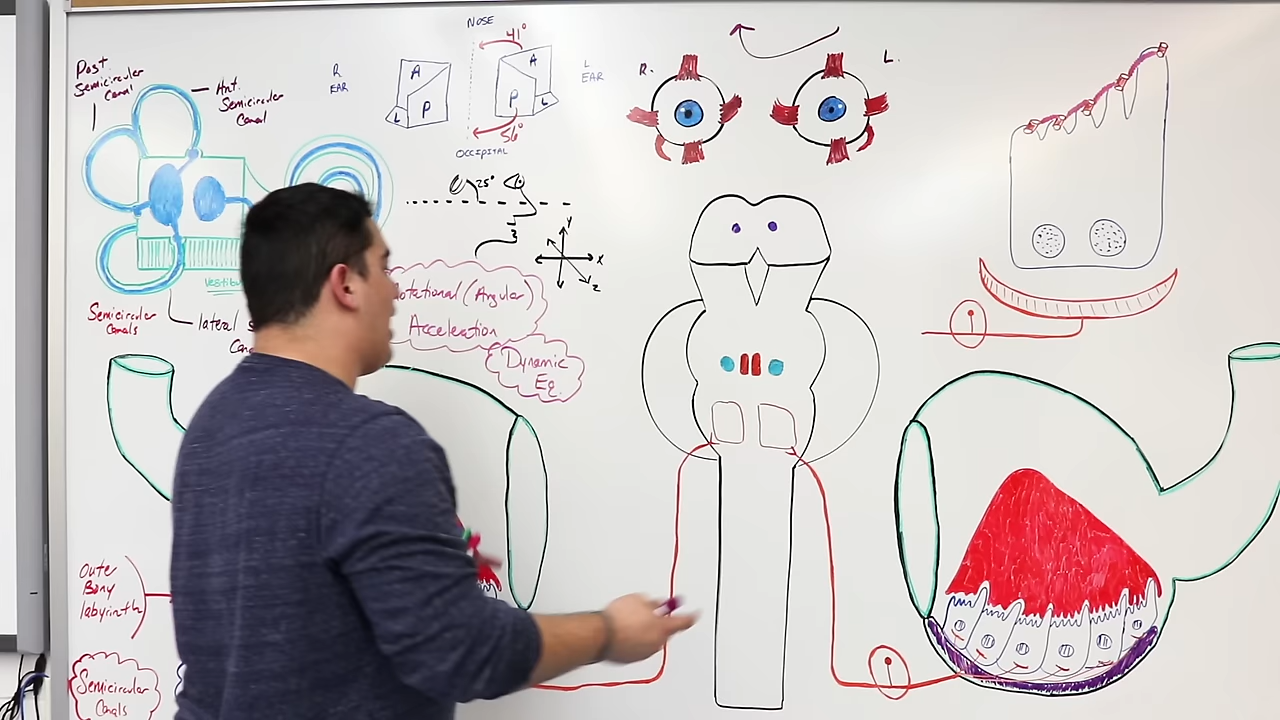 Post.
Semicircular
Canal
Ant.
Semicircular
Canal
Semicircular
Canals
lateral
NOSE
41°
R
EAR
A
P
L
A
P
L
L
EAR
56°
OCCIPITAL
25°
Y
X
Z
Rotational (Angular)
Acceleration
Dynamic
Eq.
R.
L.
Outer
Bony
labyrinth
Semicircular
Canals